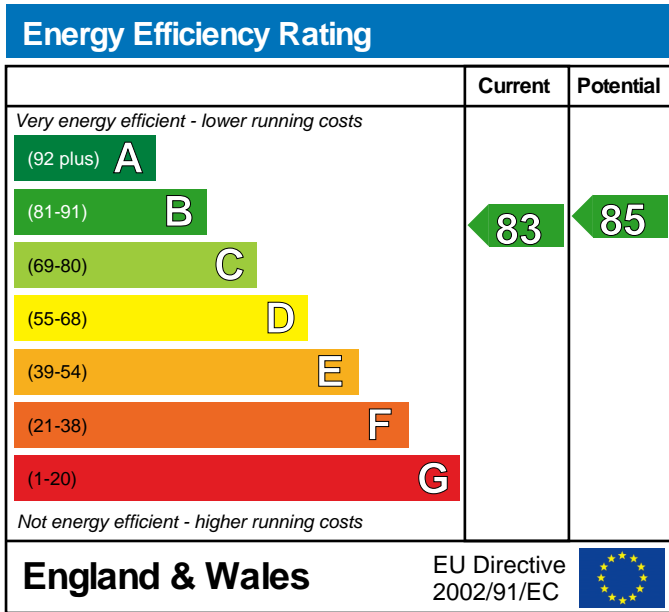 Energy Efficiency Rating
Current Potential
Very energy efficient - lower running costs
(92 plus) A
(81-91) B
83
85
(69-80) C
(55-68) D
(39-54) E
(21-38) F
(1-20) G
Not energy efficient - higher running costs
England & Wales
EU Directive
2002/91/EC